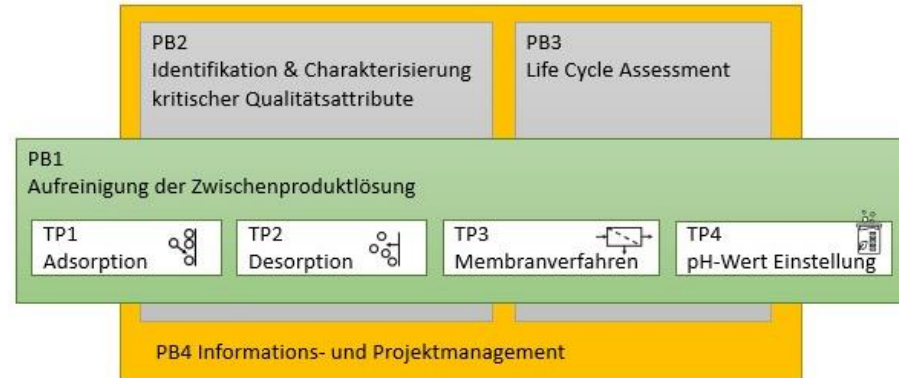 PB2
Identifikation & Charakterisierung
kritischer Qualitätsattribute
PB3
Life Cycle Assessment
PB1
Aufreinigung der Zwischenproduktlösung
TP1
Adsorption
TP2
Desorption
TP3
Membranverfahren
TP4
pH-Wert Einstellung
PB4 Informations- und Projektmanagement